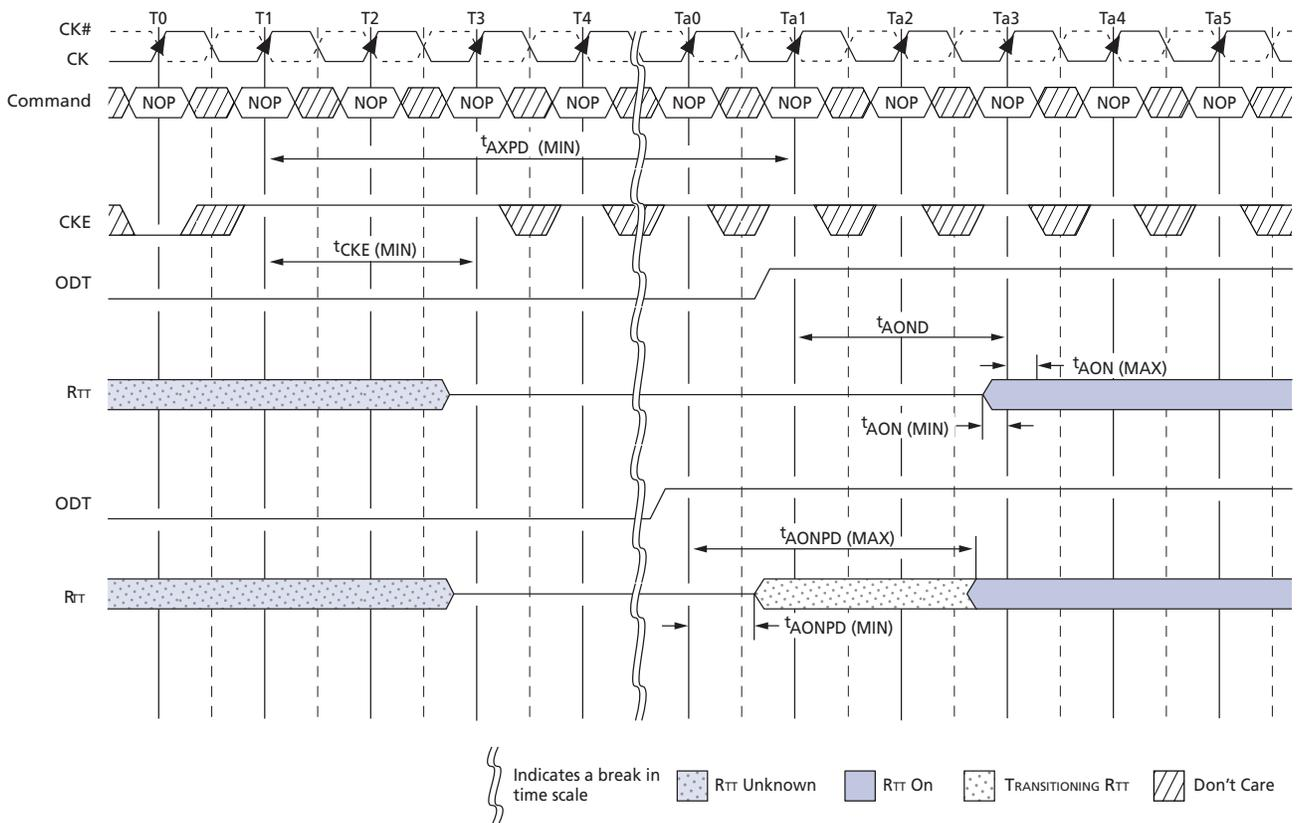 T0 T1 T2 T3 T4 Ta0 Ta1 Ta2 Ta3 Ta4 Ta5
CK#
CK
Command NOP NOP NOP NOP NOP NOP NOP NOP NOP NOP NOP
tAXPD (MIN)
CKE
tCKE (MIN)
ODT
tAOND
tAON (MAX)
RTT
tAON (MIN)
ODT
tAONPD (MAX)
RTT
tAONPD (MIN)
Indicates a break in
time scale
RTT Unknown
RTT On
TRANSITIONING RTT
Don't Care